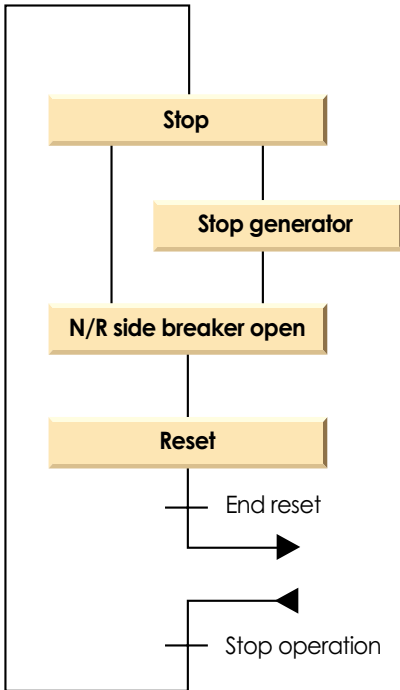 Stop
Stop generator
N/R side breaker open
Reset
End reset
Stop operation